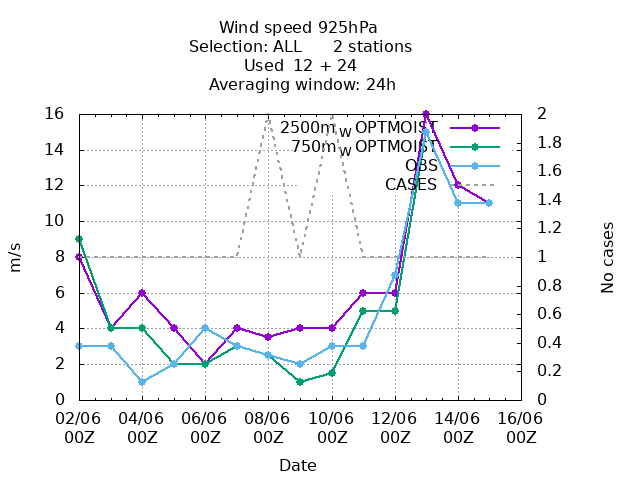 Wind speed 925hPa
Selection: ALL 2 stations
Used 12 + 24
Averaging window: 24h
16 2
14 1.8
12 1.6
10 1.4
8 1.2
6 1
4 0.8
2 0.6
0 0.4
0.2
0
2500m_W OPTMOIST
750m_W OPTMOIST
OBS
CASES
m/s
No cases
02/06 04/06 06/06 08/06 10/06 12/06 14/06 16/06
00Z 00Z 00Z 00Z 00Z 00Z 00Z 00Z
Date